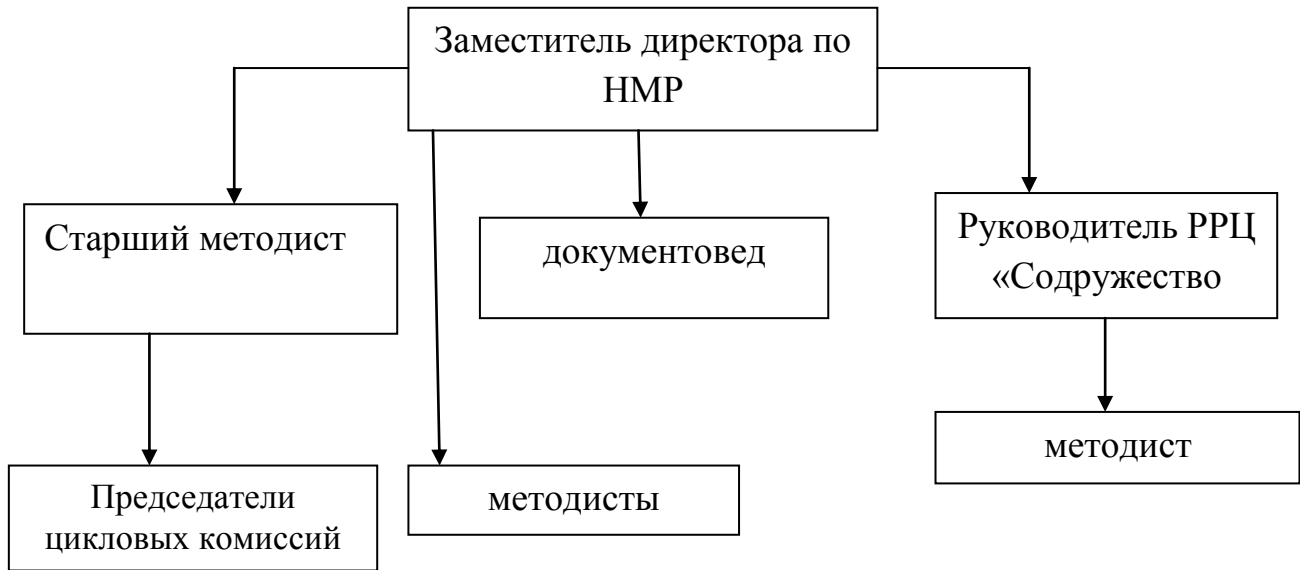 Заместитель директора по
НМР
Старший методист
документовед
Руководитель РРЦ
«Содружество
методист
Председатели
цикловых комиссий
методисты